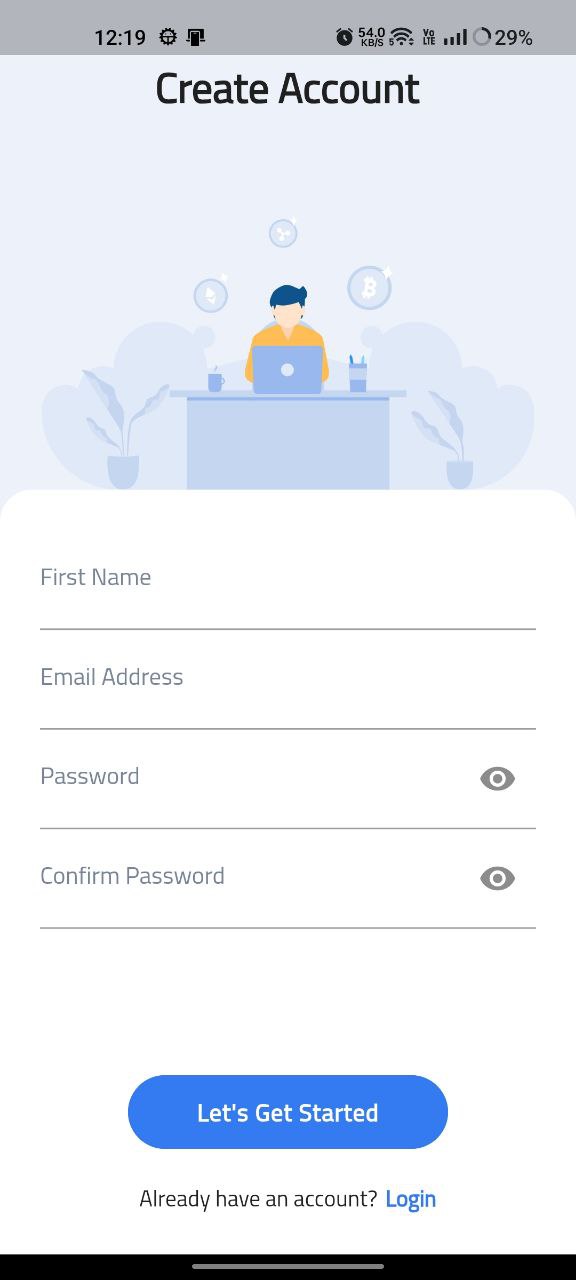 12:19 54.0 KB/S 5 Vo LTE 29%
Create Account
First Name
Email Address
Password
Confirm Password
Let's Get Started
Already have an account? Login